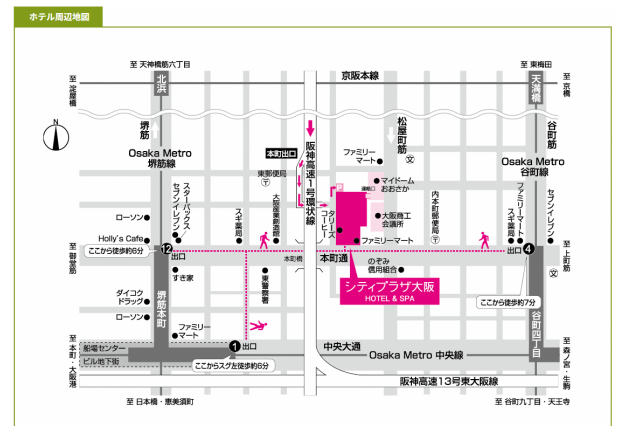 ホテル周辺地図
至 天神橋筋六丁目
至 東梅田
至 淀屋橋
北浜
京阪本線
天満橋
至 京橋
N
堺筋
Osaka Metro
堺筋線
本町出口
東郵便局
阪神高速1号環状線
松屋町筋
ファミリー
マート
谷町筋
Osaka Metro
谷町線
P
マイドーム
おおさか
大阪商工
会議所
内本町郵便局
スターバックス
セブンイレブン
スギ薬局
大阪産業創造館
タリーズ
コーヒー
ファミリーマート
ファミリーマート
スギ薬局
セブンイレブン
ローソン
Holly's Cafe
ここから徒歩約6分
12
出口
至 御堂筋
本町橋
本町通
のぞみ
信用組合
出口
4
至 上町筋
すき家
東警察署
シティプラザ大阪
HOTEL & SPA
ここから徒歩約7分
ダイコク
ドラッグ
ローソン
堺筋本町
ファミリー
マート
谷町四丁目
至 本町・大阪港
船場センター
ビル地下街
1
出口
中央大通
ここからスグ左徒歩約6分
Osaka Metro 中央線
至 森ノ宮・生駒
阪神高速13号東大阪線
至 日本橋・恵美須町
至 谷町九丁目・天王寺